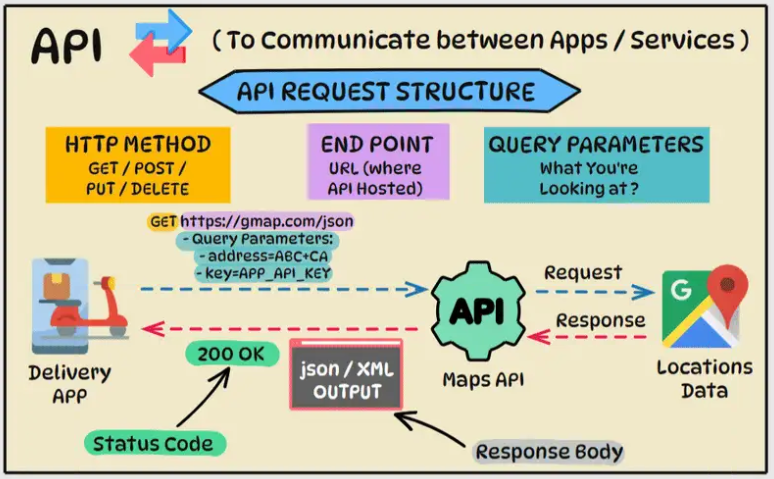 API
( To Communicate between Apps / Services )
API REQUEST STRUCTURE
HTTP METHOD
GET / POST /
PUT / DELETE
END POINT
URL (where
API Hosted)
QUERY PARAMETERS
What You're
Looking at ?
GET https://gmap.com/json
- Query Parameters:
- address=ABC+CA
- key=APP_API_KEY
Delivery
APP
API
Maps API
Request
Response
G
Locations
Data
200 OK
json / XML
OUTPUT
Status Code
Response Body